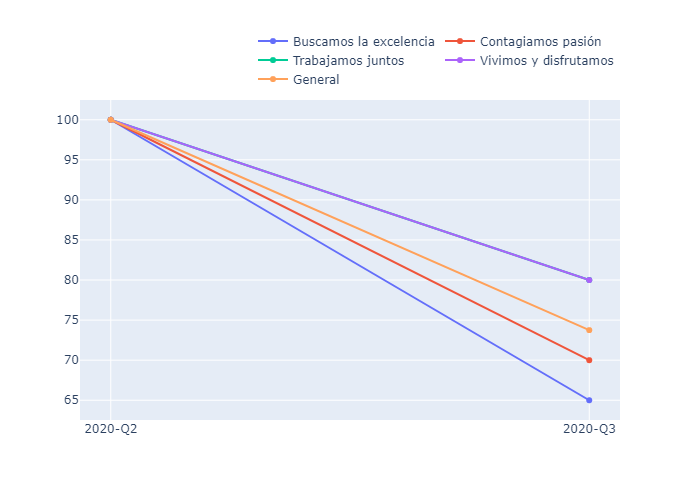 Buscamos la excelencia Contagiamos pasión
Trabajamos juntos Vivimos y disfrutamos
General
100
95
90
85
80
75
70
65
2020-Q2 2020-Q3